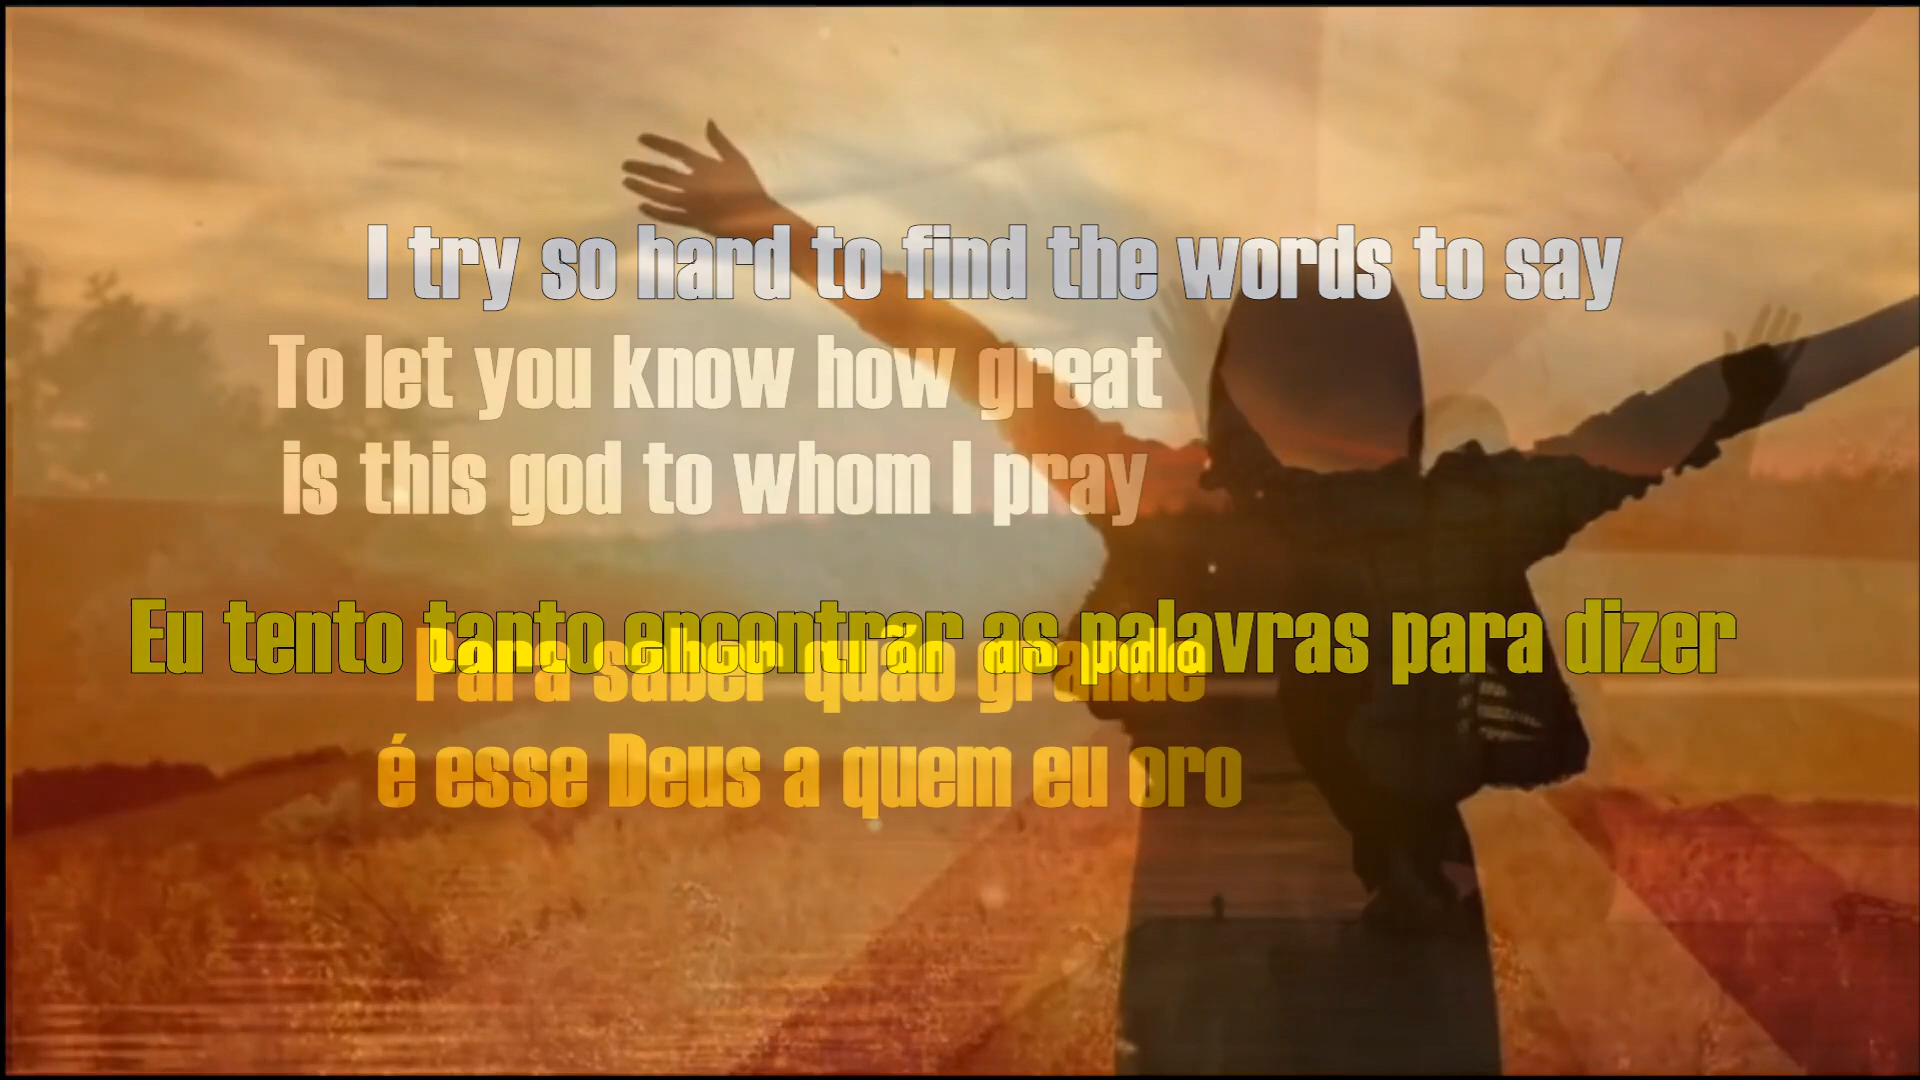 I try so hard to find the words to say
To let you know how great
is this god to whom I pray
Eu tento tanto encontrar as palavras para dizer
Para saber quão grande
é esse Deus a quem eu oro